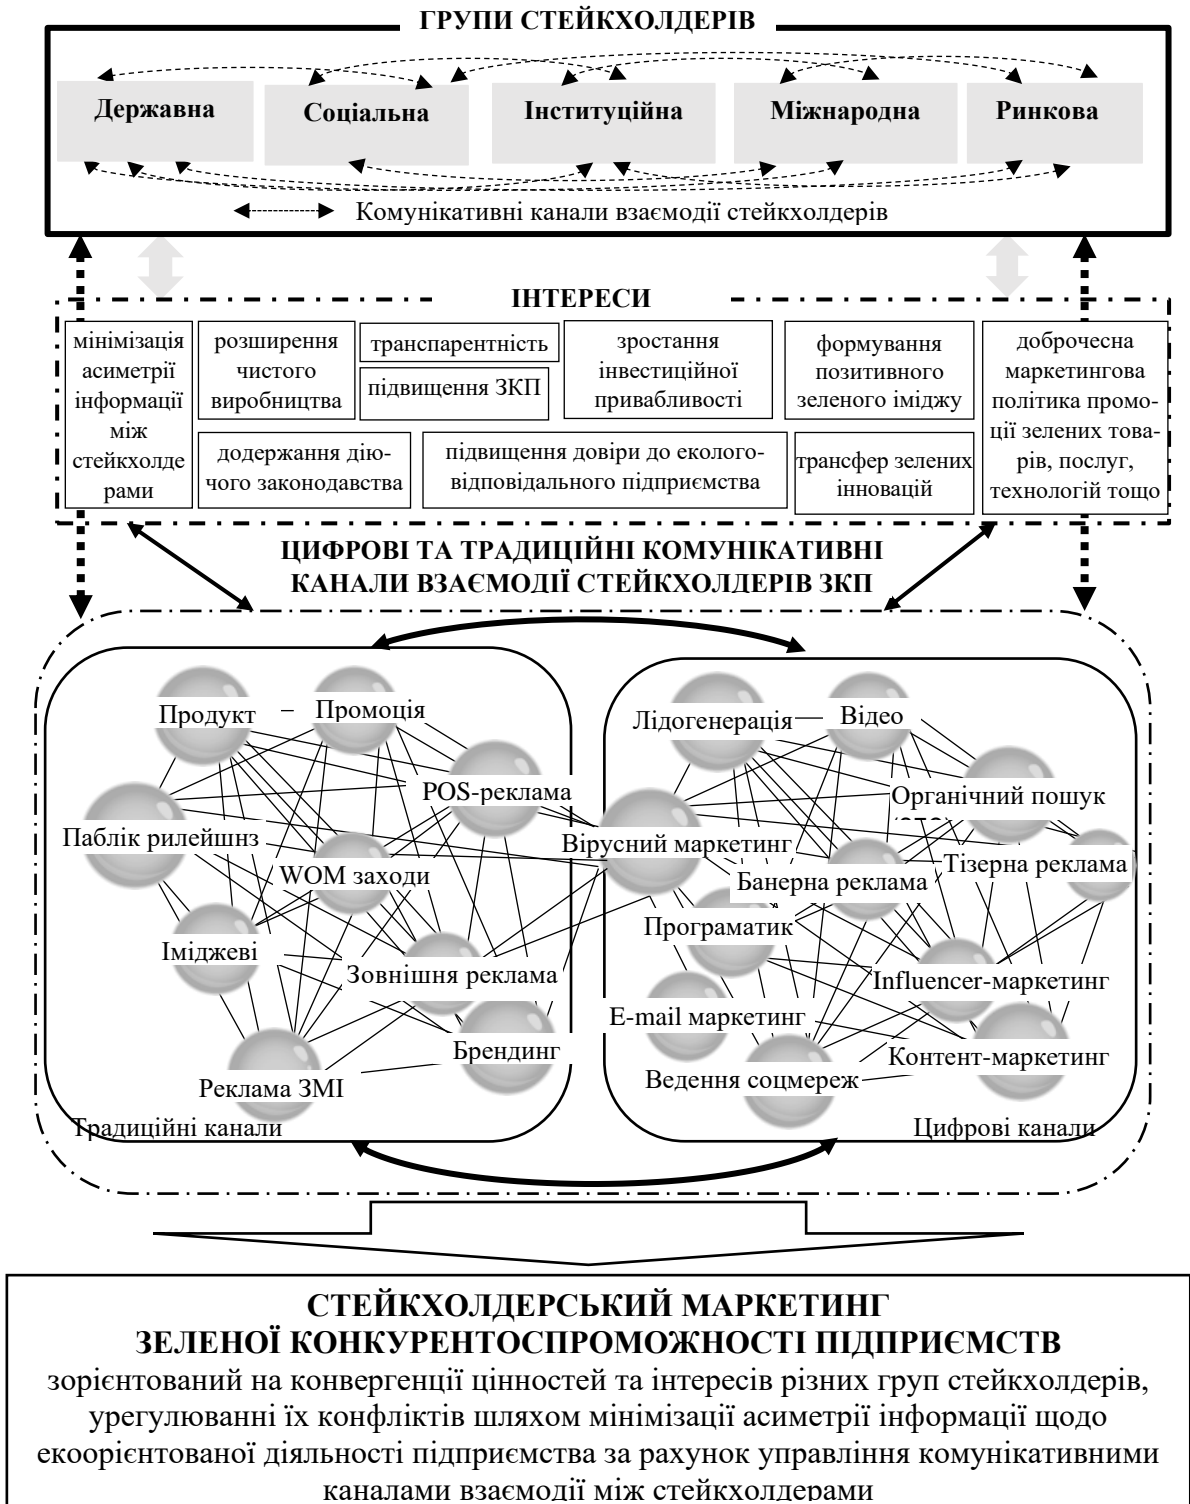 ГРУПИ СТЕЙКХОЛДЕРІВ
Державна
Соціальна
Інституційна
Міжнародна
Ринкова
Комунікативні канали взаємодії стейкхолдерів
ІНТЕРЕСИ
мінімізація
асиметрії
інформації
між
стейкхолде
рами
розширення
чистого
виробництва
транспарентність
підвищення ЗКП
зростання
інвестиційної
привабливості
формування
позитивного
зеленого іміджу
доброчесна
маркетингова
політика промо-
ції зелених това-
рів, послуг,
технологій тощо
додержання дію-
чого законодавства
підвищення довіри до еколого-
відповідального підприємства
трансфер зелених
інновацій
ЦИФРОВІ ТА ТРАДИЦІЙНІ КОМУНІКАТИВНІ
КАНАЛИ ВЗАЄМОДІЇ СТЕЙКХОЛДЕРІВ ЗКП
Продукт
Промоція
POS-реклама
Паблік рилейшнз
WOM заходи
Іміджеві
Зовнішня реклама
Брендинг
Реклама ЗМІ
Традиційні канали
Лідогенерація
Відео
Органічний пошук
Вірусний маркетинг
Тізерна реклама
Банерна реклама
Програматик
Influencer-маркетинг
E-mail маркетинг
Контент-маркетинг
Ведення соцмереж
Цифрові канали
СТЕЙКХОЛДЕРСЬКИЙ МАРКЕТИНГ
ЗЕЛЕНОЇ КОНКУРЕНТОСПРОМОЖНОСТІ ПІДПРИЄМСТВ
зорієнтований на конвергенції цінностей та інтересів різних груп стейкхолдерів,
урегулюванні їх конфліктів шляхом мінімізації асиметрії інформації щодо
екоорієнтованої діяльності підприємства за рахунок управління комунікативними
каналами взаємодії між стейкхолдерами